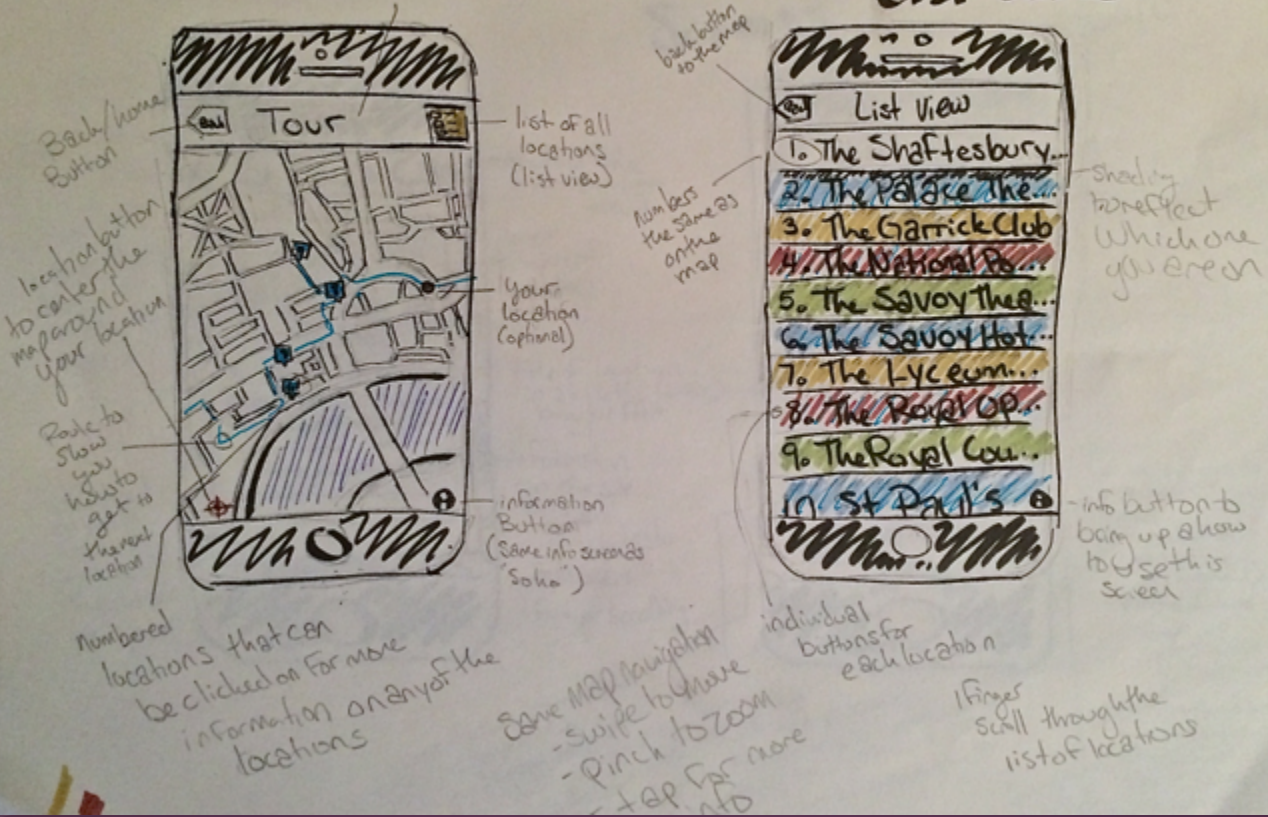 Back/home
Button
location button
to center the
map around
your location
Route to
show
you
how to
get to
the next
location
Tour
list of all
locations
(list view)
your
location
(optional)
information
Button
(same info screen as
"Soho")
numbered
locations that can
be clicked on for more
information on any of the
locations
same map navigation
- swipe to move
- pinch to zoom
- tap for more
info
back button
to the map
numbers
the same as
on the
map
List View
1. The Shaftesbury...
2. The Palace The...
3. The Garrick Club
4. The National Po...
5. The Savoy Thea...
6. The Savoy Hot...
7. The Lyceum...
8. The Royal Op...
9. The Royal Cou...
10 St Paul's
shading
to reflect
which one
you are on
info button to
bring up a how
to use this
screen
individual
buttons for
each location
1 finger
scroll through the
list of locations